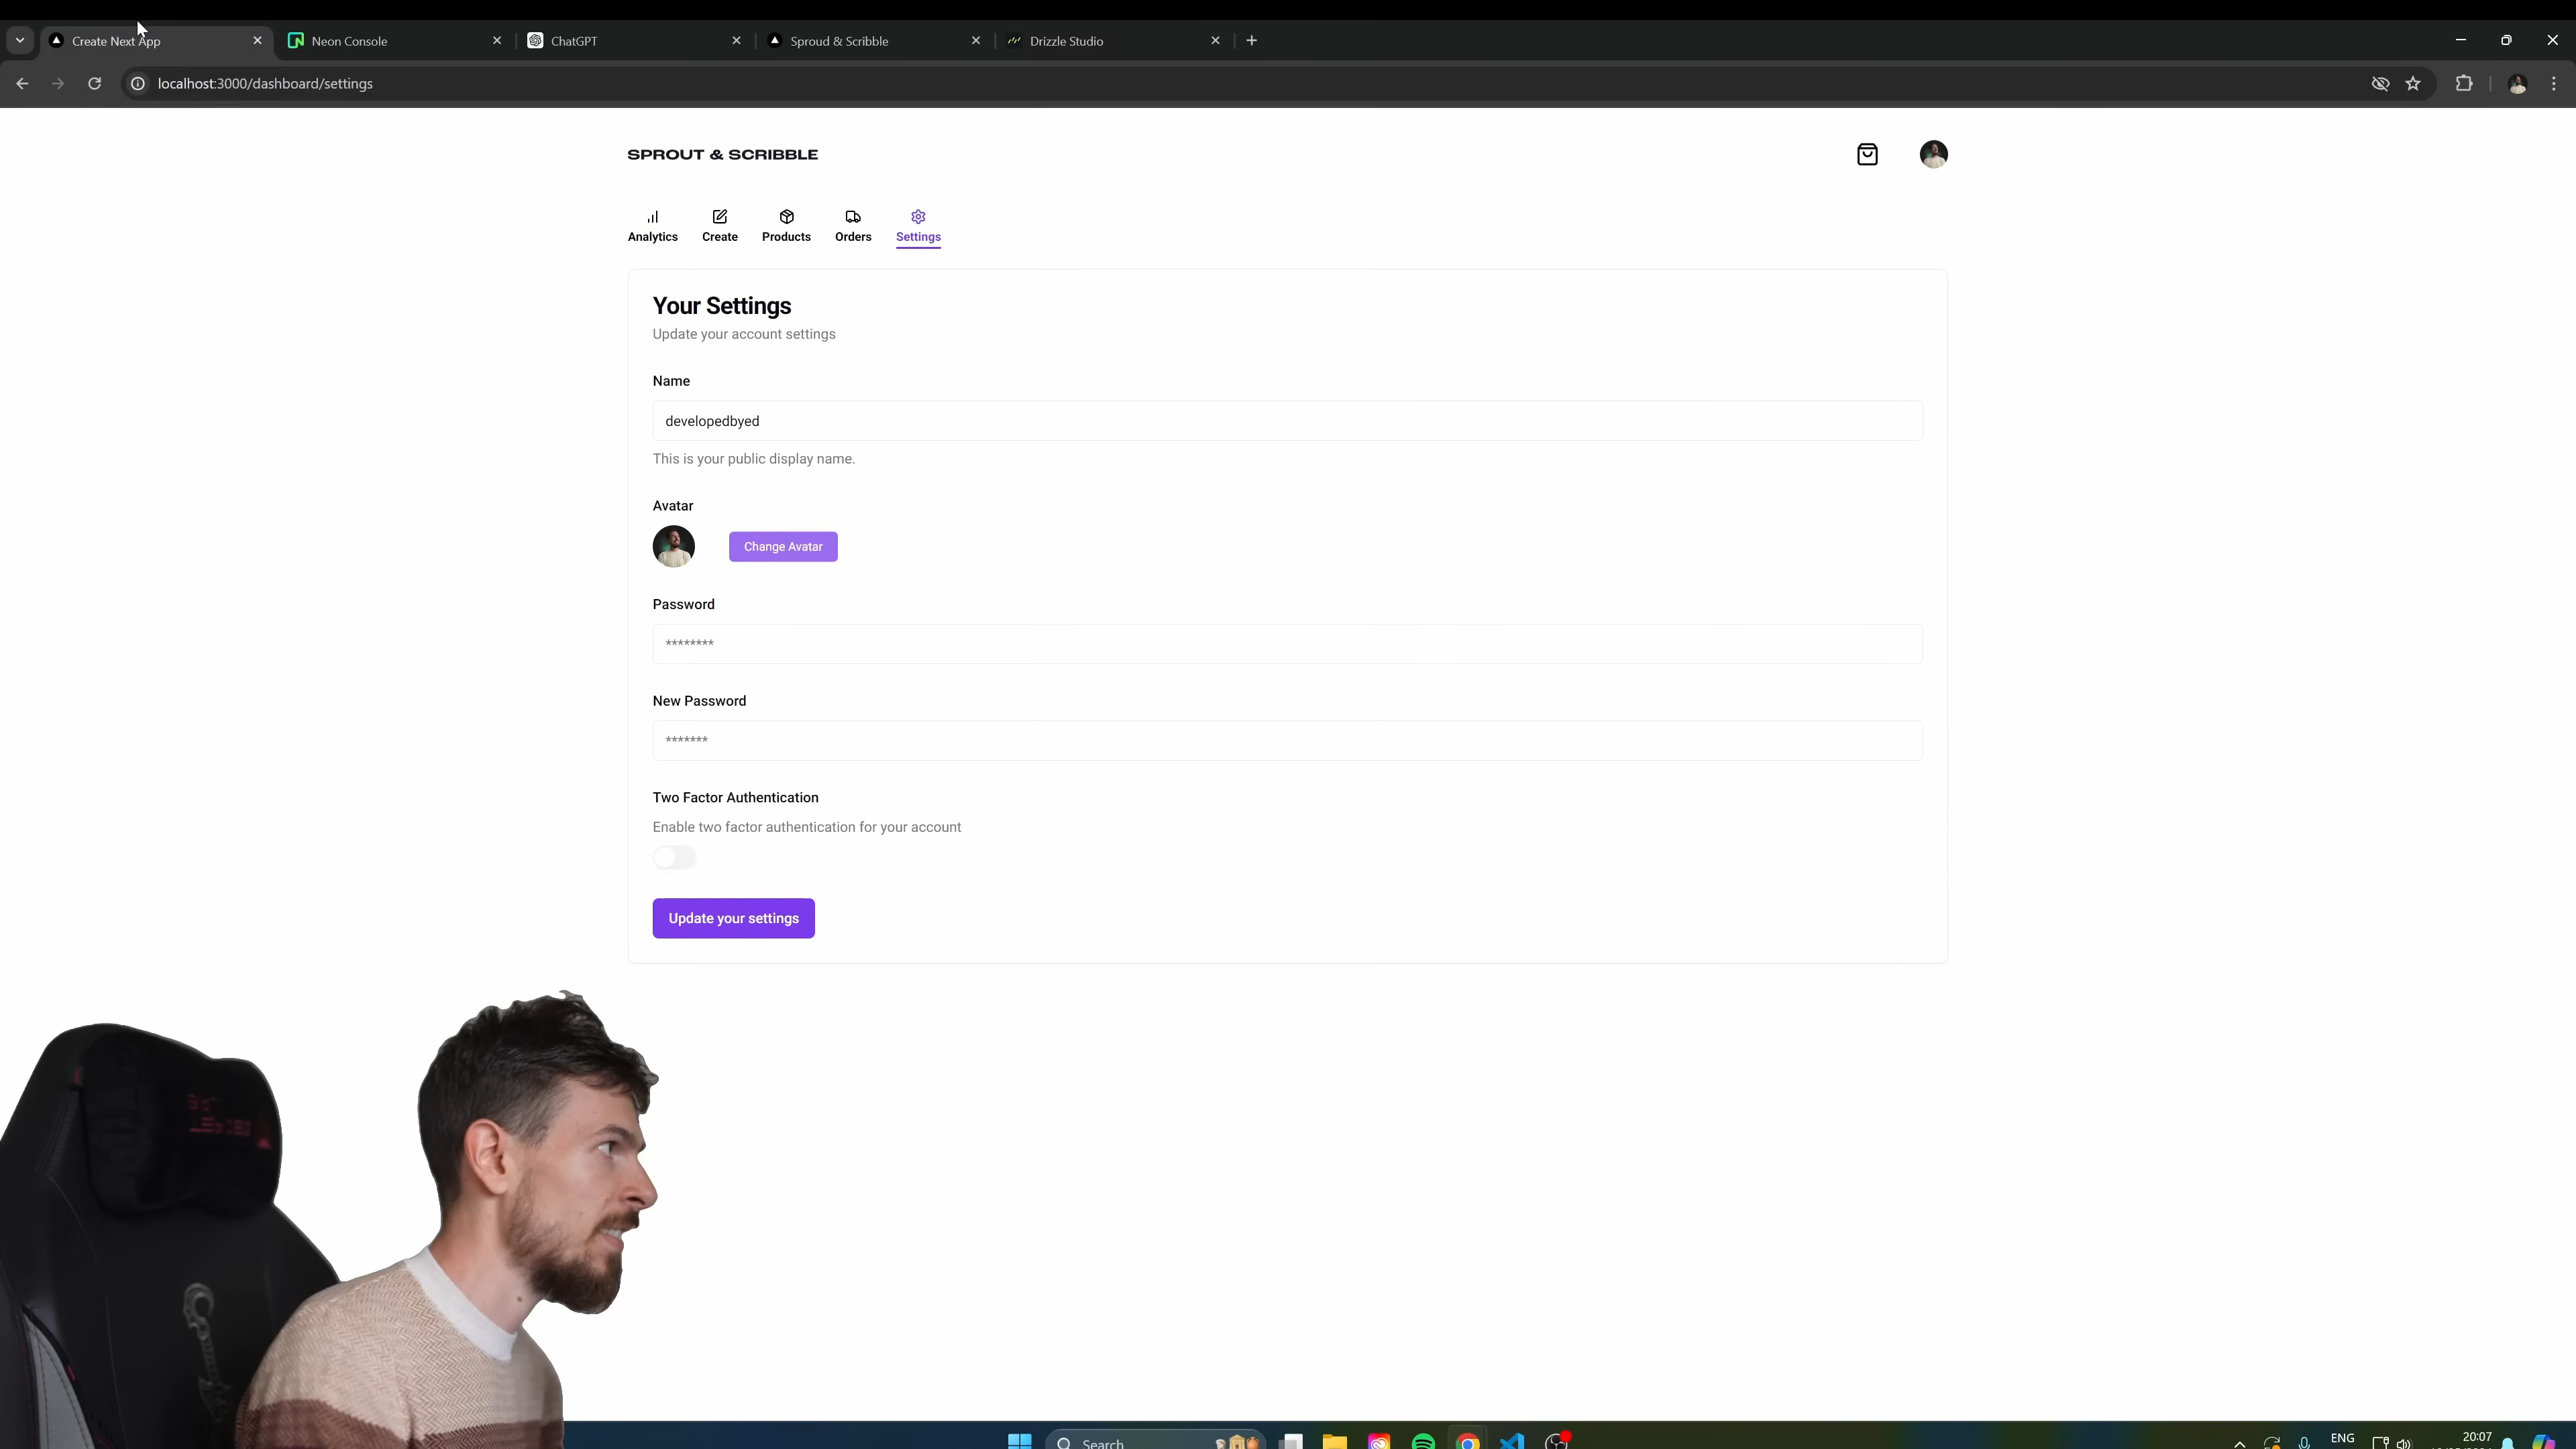 Create Next App
Neon Console
ChatGPT
Sproud & Scribble
Drizzle Studio
localhost:3000/dashboard/settings
SPROUT & SCRIBBLE
Analytics
Create
Products
Orders
Settings
Your Settings
Update your account settings
Name
developedbyed
This is your public display name.
Avatar
Change Avatar
Password
********
New Password
*******
Two Factor Authentication
Enable two factor authentication for your account
Update your settings
Search
ENG
20:07